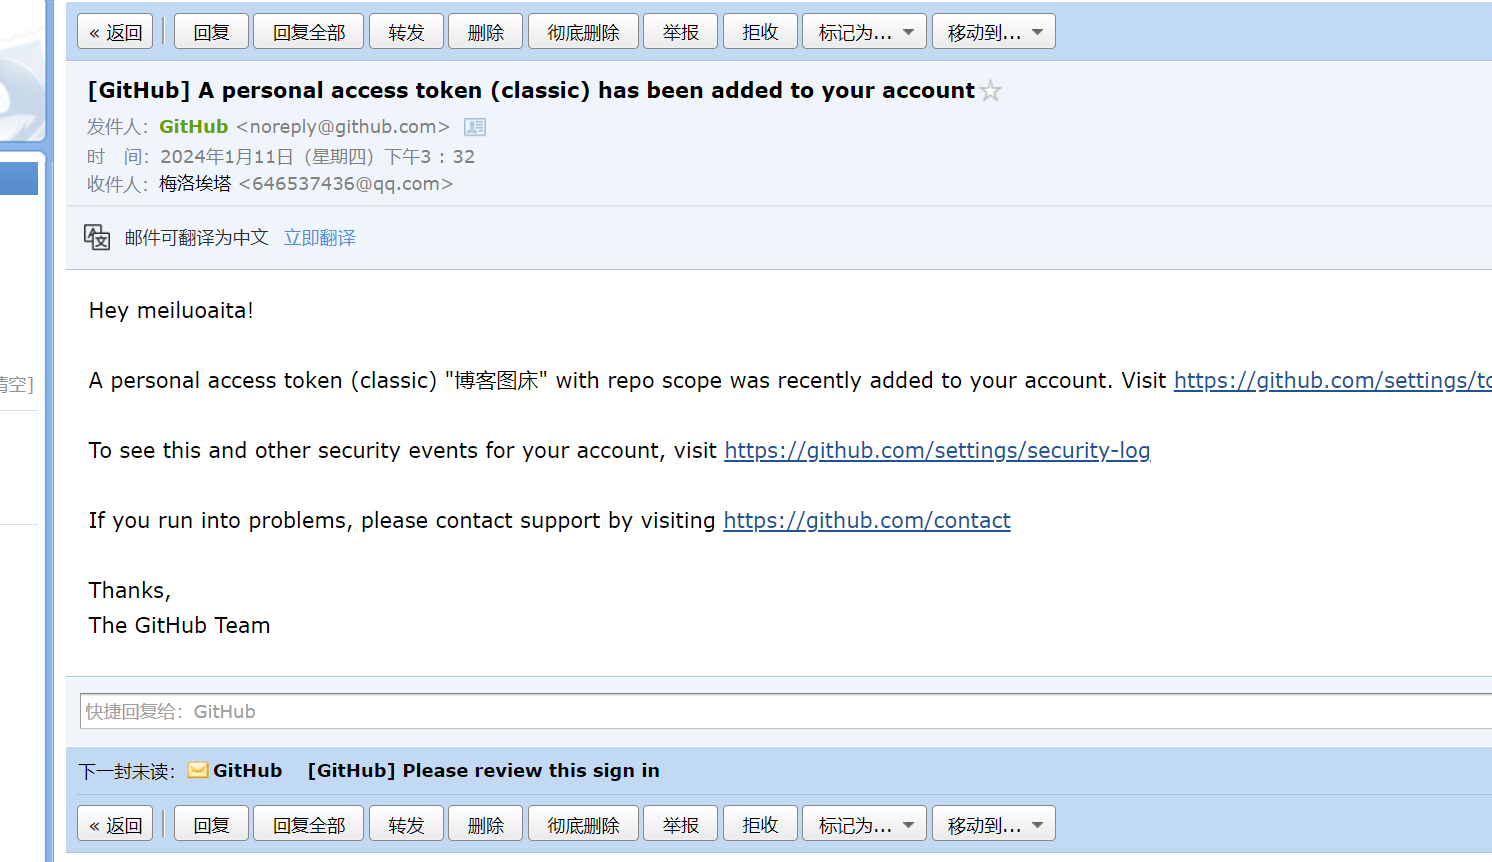 « 返回 回复 回复全部 转发 删除 彻底删除 举报 拒收 标记为... 移动到...
[GitHub] A personal access token (classic) has been added to your account
发件人：GitHub <noreply@github.com>
时 间：2024年1月11日（星期四）下午3：32
收件人：梅洛埃塔 <646537436@qq.com>
邮件可翻译为中文 立即翻译
Hey meiluoaita!
A personal access token (classic) "博客图床" with repo scope was recently added to your account. Visit https://github.com/settings/to
清空]
To see this and other security events for your account, visit https://github.com/settings/security-log
If you run into problems, please contact support by visiting https://github.com/contact
Thanks,
The GitHub Team
快捷回复给：GitHub
下一封未读：GitHub [GitHub] Please review this sign in
« 返回 回复 回复全部 转发 删除 彻底删除 举报 拒收 标记为... 移动到...